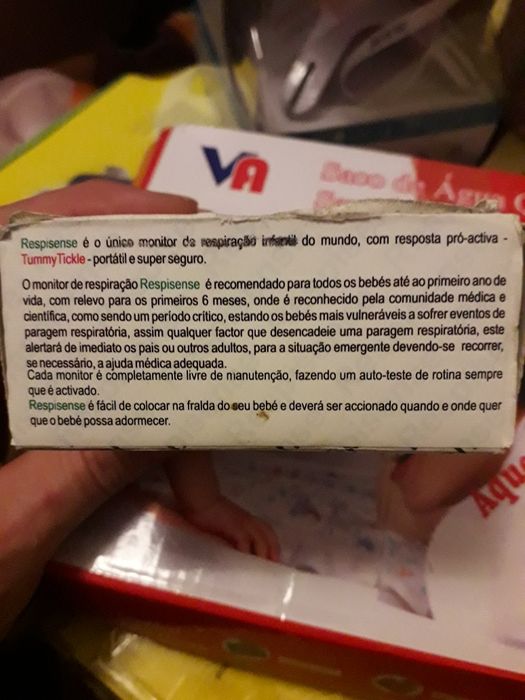 VA
Saco de Água
Respisense é o único monitor da respiração infantil do mundo, com resposta pró-activa -
TummyTickle - portátil e super seguro.
O monitor de respiração Respisense é recomendado para todos os bebés até ao primeiro ano de
vida, com relevo para os primeiros 6 meses, onde é reconhecido pela comunidade médica e
científica, como sendo um período critico, estando os bebés mais vulneráveis a sofrer eventos de
paragem respiratória, assim qualquer factor que desencadeie uma paragem respiratória, este
alertará de imediato os pais ou outros adultos, para a situação emergente devendo-se recorrer,
se necessário, a ajuda médica adequada.
Cada monitor é completamente livre de manutenção, fazendo um auto-teste de rotina sempre
que é activado.
Respisense é fácil de colocar na fralda do seu bebé e deverá ser accionado quando e onde quer
que o bebé possa adormecer.